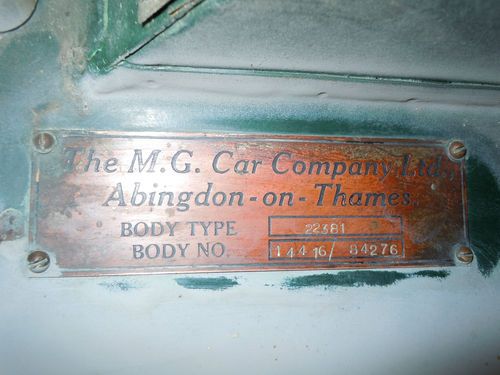 The M.G. Car Company Ltd.,
Abingdon-on-Thames.
BODY TYPE 22381
BODY NO. 14416/84276